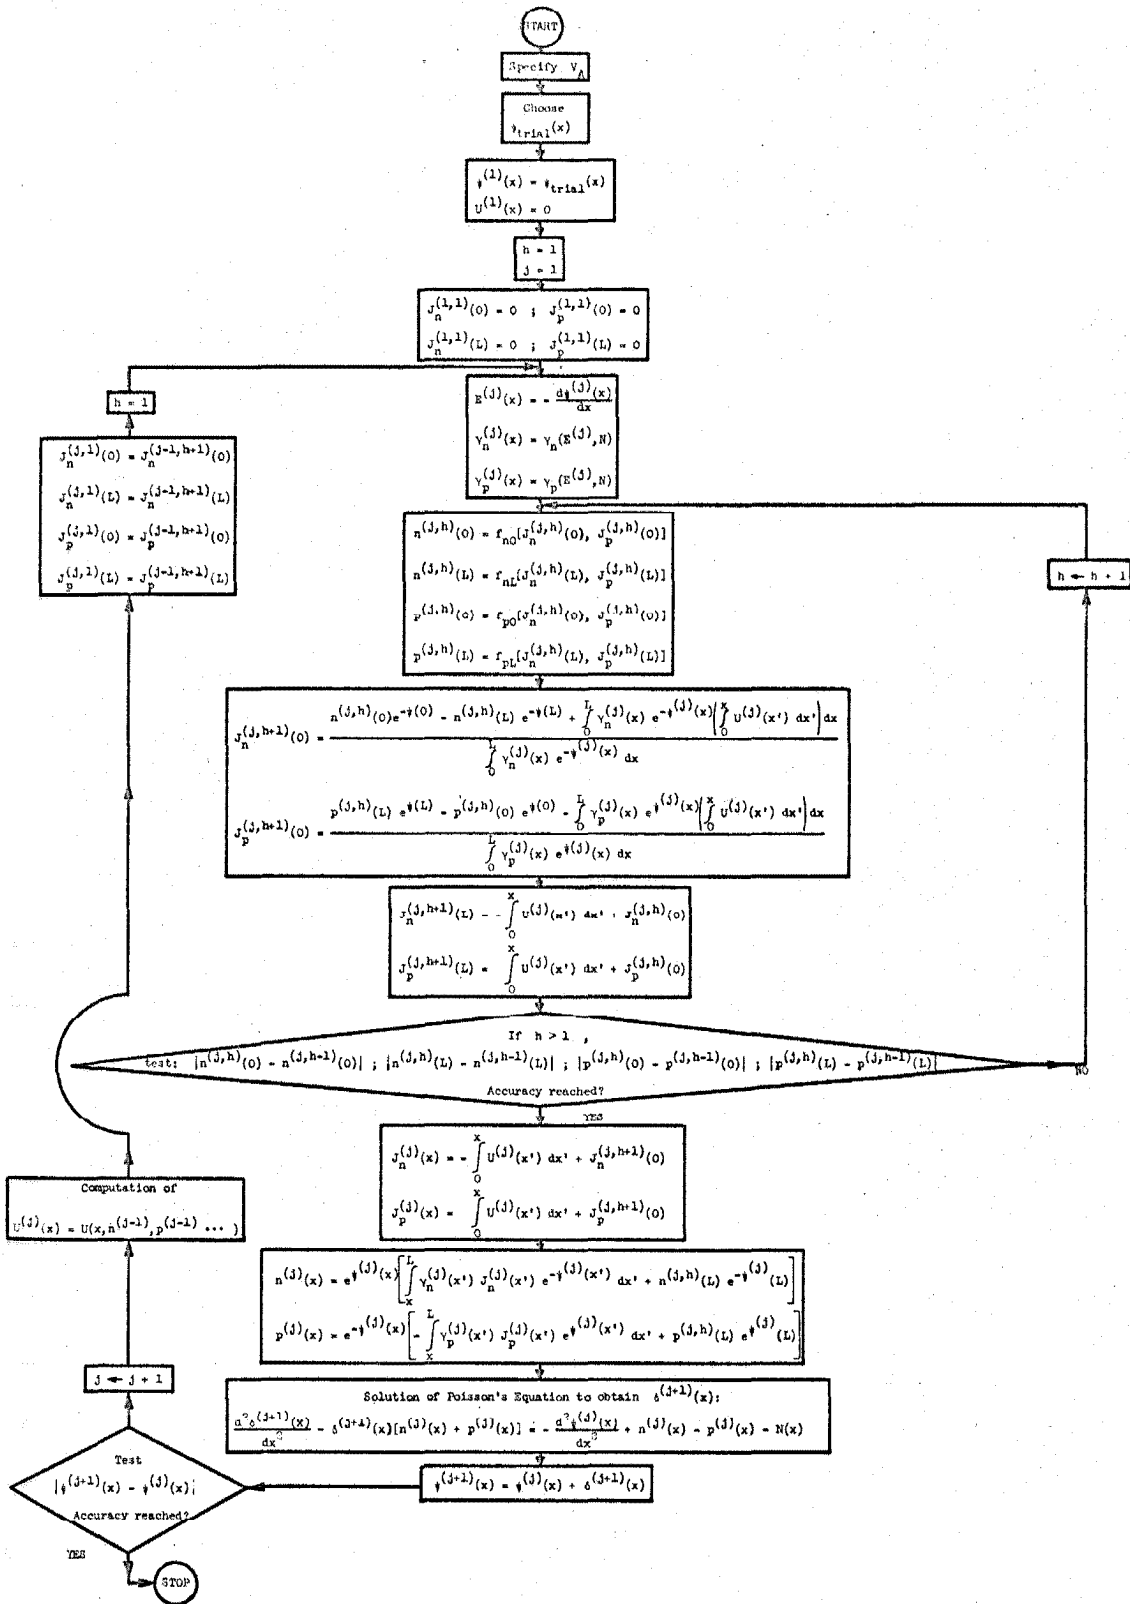 START
Specify V_A
Choose
ψ_trial(x)
ψ^(1)(x) = ψ_trial(x)
U^(1)(x) = 0
h = 1
j = 1
J_n^(1,1)(0) = 0 ; J_p^(1,1)(0) = 0
J_n^(1,1)(L) = 0 ; J_p^(1,1)(L) = 0
E^(j)(x) = - dψ^(j)(x)/dx
γ_n^(j)(x) = γ_n(E^(j),N)
γ_p^(j)(x) = γ_p(E^(j),N)
h = 1
J_n^(j,1)(0) = J_n^(j-1,h+1)(0)
J_n^(j,1)(L) = J_n^(j-1,h+1)(L)
J_p^(j,1)(0) = J_p^(j-1,h+1)(0)
J_p^(j,1)(L) = J_p^(j-1,h+1)(L)
n^(j,h)(0) = f_n0[J_n^(j,h)(0), J_p^(j,h)(0)]
n^(j,h)(L) = f_nL[J_n^(j,h)(L), J_p^(j,h)(L)]
p^(j,h)(0) = f_p0[J_n^(j,h)(0), J_p^(j,h)(0)]
p^(j,h)(L) = f_pL[J_n^(j,h)(L), J_p^(j,h)(L)]
h ← h + 1
n^(j,h)(0)e^-ψ(0) - n^(j,h)(L) e^-ψ(L) + ∫_0^L γ_n^(j)(x) e^-ψ^(j)(x) (∫_0^x U^(j)(x') dx') dx
J_n^(j,h+1)(0) =
∫_0^L γ_n^(j)(x) e^-ψ^(j)(x) dx
p^(j,h)(L) e^ψ(L) - p^(j,h)(0) e^ψ(0) - ∫_0^L γ_p^(j)(x) e^ψ^(j)(x) (∫_0^x U^(j)(x') dx') dx
J_p^(j,h+1)(0) =
∫_0^L γ_p^(j)(x) e^ψ^(j)(x) dx
J_n^(j,h+1)(L) = - ∫_0^x U^(j)(x') dx' + J_n^(j,h)(0)
J_p^(j,h+1)(L) = ∫_0^x U^(j)(x') dx' + J_p^(j,h)(0)
If h > 1 ,
test: |n^(j,h)(0) - n^(j,h-1)(0)| ; |n^(j,h)(L) - n^(j,h-1)(L)| ; |p^(j,h)(0) - p^(j,h-1)(0)| ; |p^(j,h)(L) - p^(j,h-1)(L)|
Accuracy reached?
NO
YES
J_n^(j)(x) = - ∫_0^x U^(j)(x') dx' + J_n^(j,h+1)(0)
J_p^(j)(x) = ∫_0^x U^(j)(x') dx' + J_p^(j,h+1)(0)
Computation of
U^(j)(x) = U(x,n^(j-1),p^(j-1) ... )
n^(j)(x) = e^ψ^(j)(x) [∫_x^L γ_n^(j)(x') J_n^(j)(x') e^-ψ^(j)(x') dx' + n^(j,h)(L) e^-ψ^(j)(L)]
p^(j)(x) = e^-ψ^(j)(x) [- ∫_x^L γ_p^(j)(x') J_p^(j)(x') e^ψ^(j)(x') dx' + p^(j,h)(L) e^ψ^(j)(L)]
j ← j + 1
Solution of Poisson's Equation to obtain δ^(j+1)(x):
d²δ^(j+1)(x)/dx² - δ^(j+1)(x)[n^(j)(x) + p^(j)(x)] = - d²ψ^(j)(x)/dx² + n^(j)(x) - p^(j)(x) - N(x)
ψ^(j+1)(x) = ψ^(j)(x) + δ^(j+1)(x)
Test
|ψ^(j+1)(x) - ψ^(j)(x)|
Accuracy reached?
YES
STOP